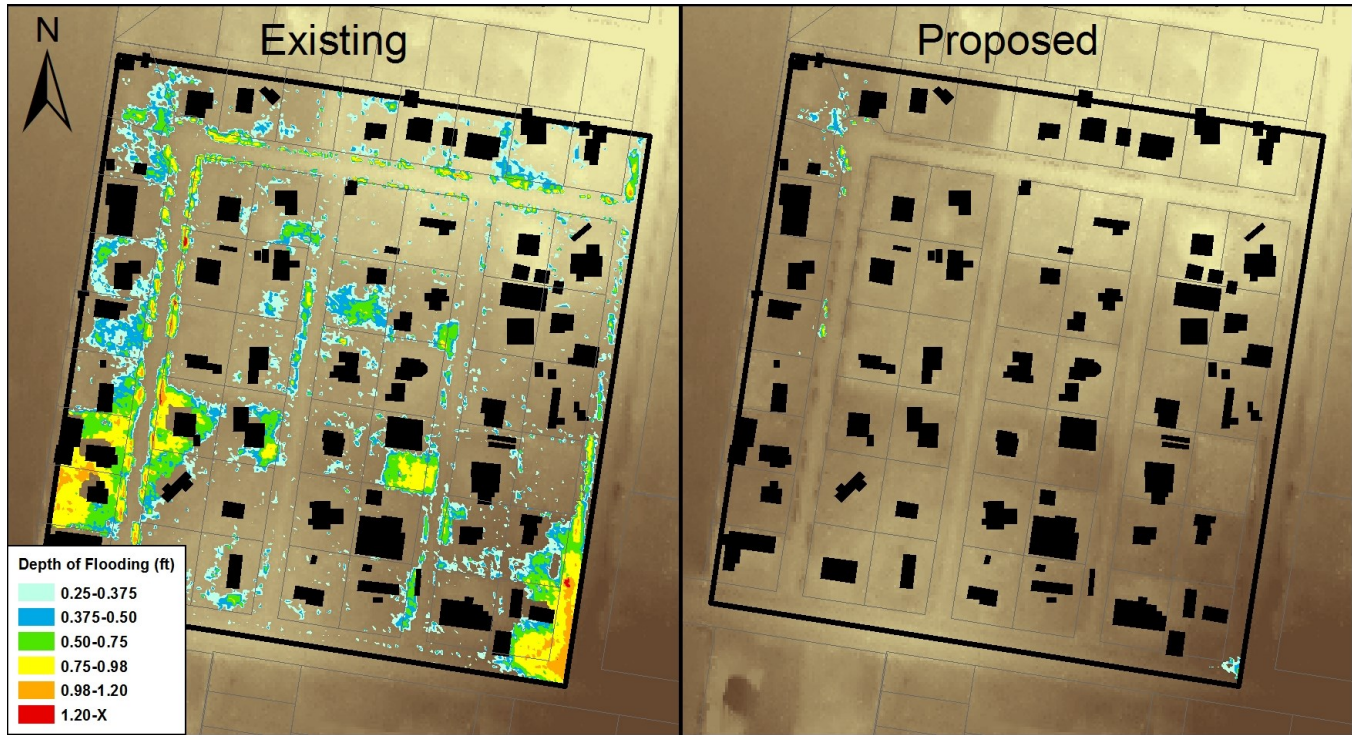 Existing
Proposed
N
Depth of Flooding (ft)
0.25-0.375
0.375-0.50
0.50-0.75
0.75-0.98
0.98-1.20
1.20-X